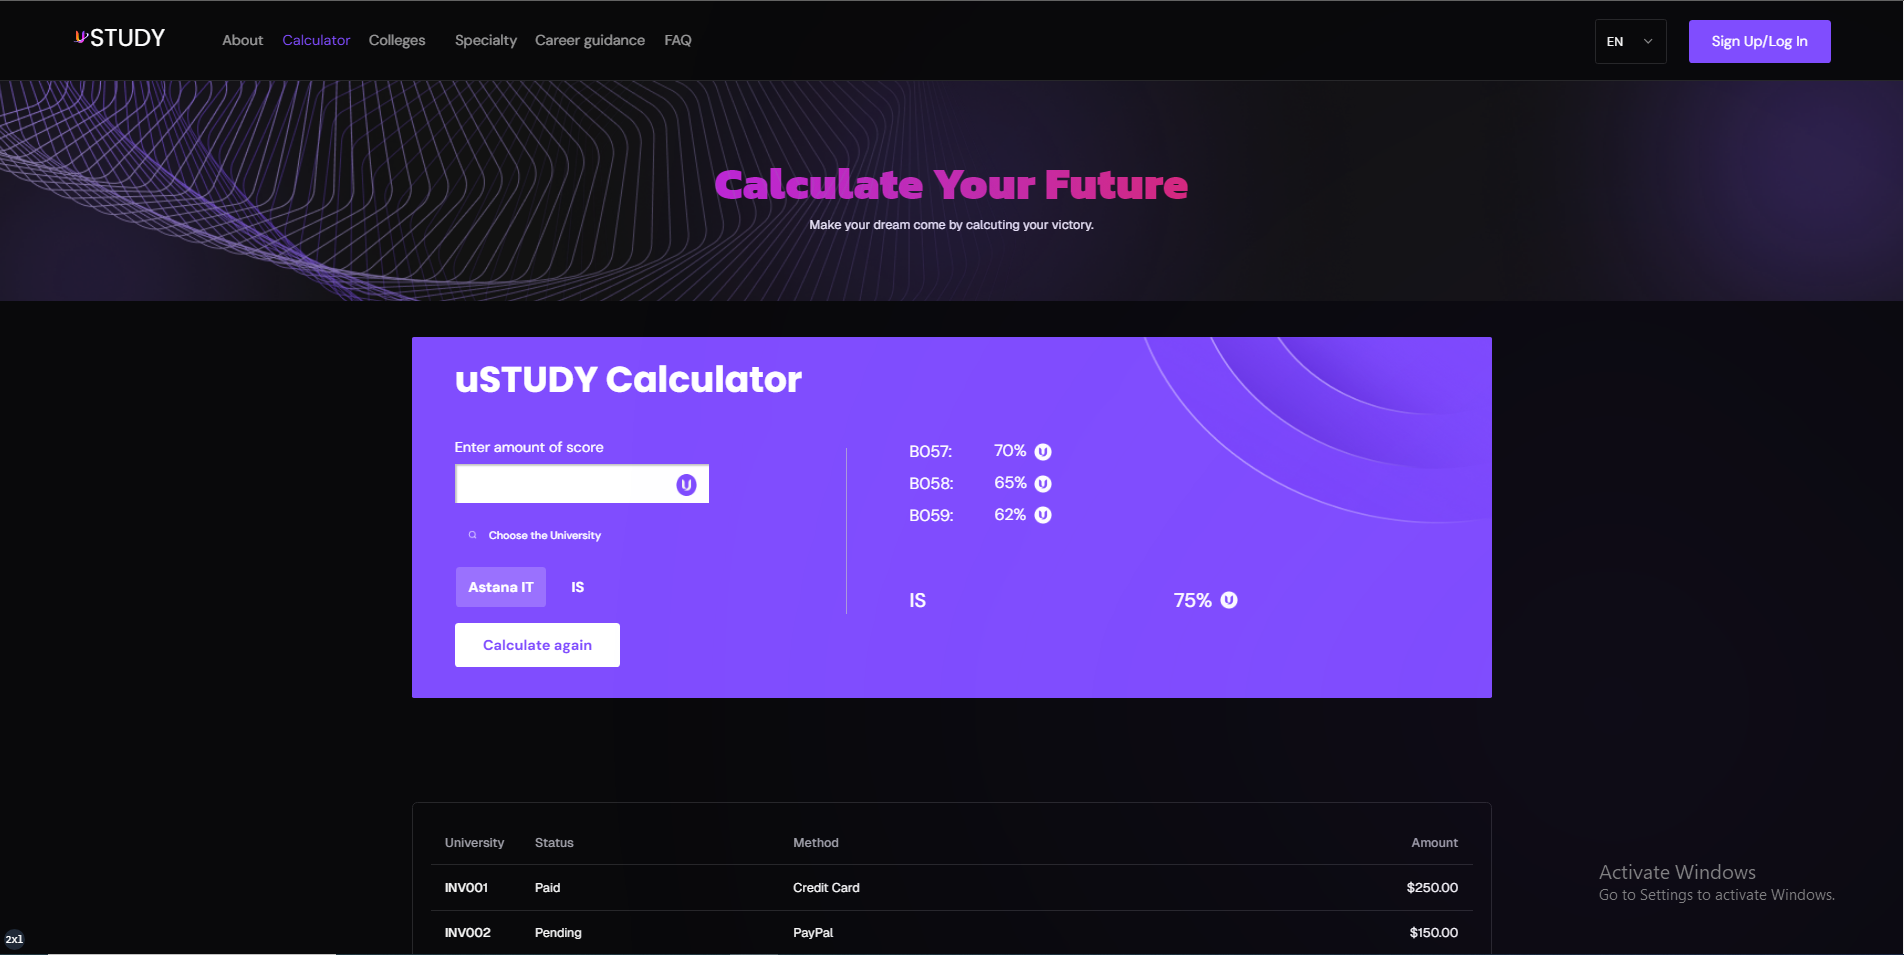 uSTUDY About Calculator Colleges Specialty Career guidance FAQ EN Sign Up/Log In
Calculate Your Future
Make your dream come by calcuting your victory.
uSTUDY Calculator
Enter amount of score
U
Choose the University
Astana IT IS
Calculate again
B057: 70% U
B058: 65% U
B059: 62% U
IS 75% U
University Status Method Amount
INV001 Paid Credit Card $250.00
INV002 Pending PayPal $150.00
Activate Windows
Go to Settings to activate Windows.
2xl